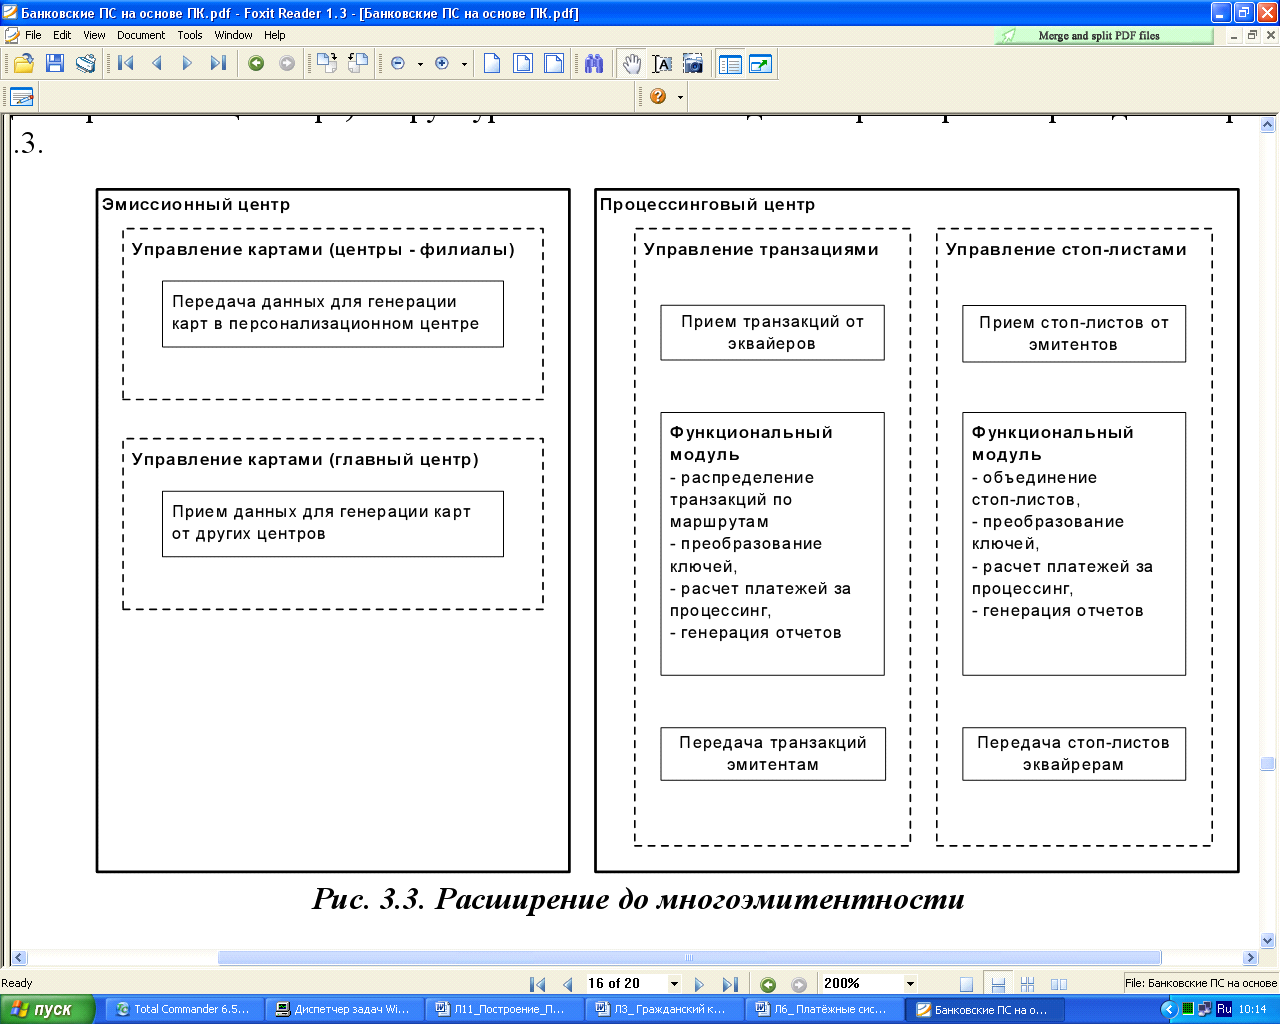 Банковские ПС на основе ПК.pdf - Foxit Reader 1.3 - [Банковские ПС на основе ПК.pdf]
File Edit View Document Tools Window Help
Merge and split PDF files
.3.
Эмиссионный центр
Управление картами (центры - филиалы)
Передача данных для генерации
карт в персонализационном центре
Управление картами (главный центр)
Прием данных для генерации карт
от других центров
Процессинговый центр
Управление транзациями
Прием транзакций от
эквайеров
Функциональный
модуль
- распределение
транзакций по
маршрутам
- преобразование
ключей,
- расчет платежей за
процессинг,
- генерация отчетов
Передача транзакций
эмитентам
Управление стоп-листами
Прием стоп-листов от
эмитентов
Функциональный
модуль
- объединение
стоп-листов,
- преобразование
ключей,
- расчет платежей за
процессинг,
- генерация отчетов
Передача стоп-листов
эквайрерам
Рис. 3.3. Расширение до многоэмитентности
16 of 20
200%
Ready
File: Банковские ПС на основе
пуск
Total Commander 6.5...
Диспетчер задач Wi...
Л11_Построение_П...
Л3_ Гражданский к...
Л6_ Платёжные сис...
Банковские ПС на о...
Ru
10:14